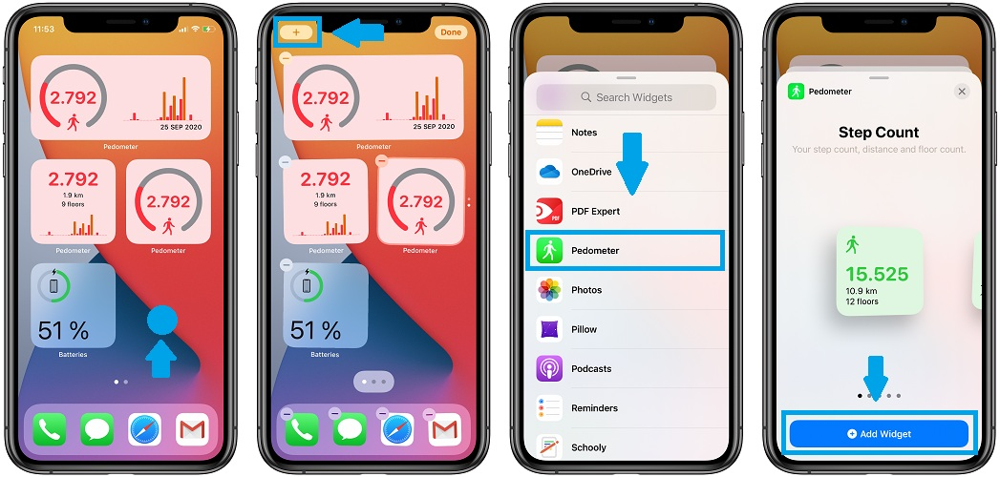 11:53
2.792
25 SEP 2020
Pedometer
2.792
1.9 km
9 floors
2.792
Pedometer
Pedometer
51 %
Batteries
+
Done
2.792
25 SEP 2020
Pedometer
2.792
1.9 km
9 floors
2.792
Pedometer
Pedometer
51 %
Batteries
Search Widgets
Notes
OneDrive
PDF Expert
PDF
Pedometer
Photos
Pillow
Podcasts
Reminders
Schooly
Pedometer
Step Count
Your step count, distance and floor count.
15.525
10.9 km
12 floors
Add Widget